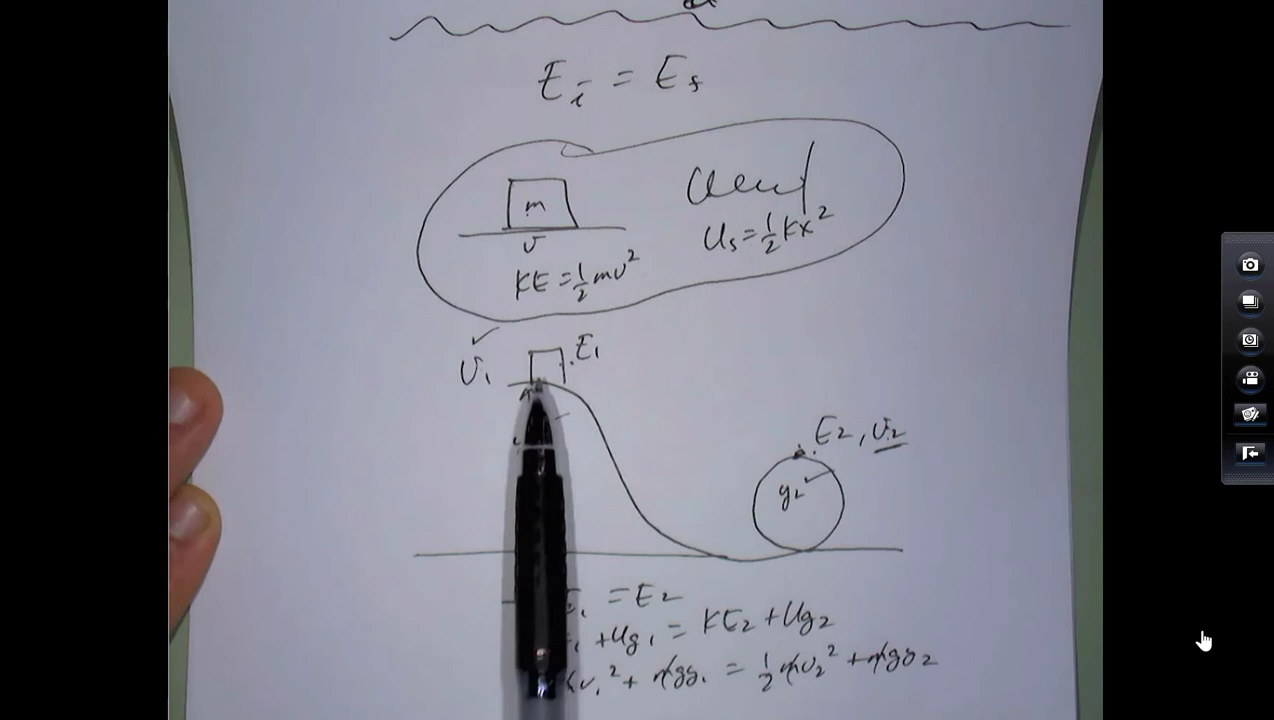 Eᵢ = Ef
m
v
KE = ½mv²
Us = ½kx²
v₁
E₁
E₂, v₂
y₂
= E₂
+Ug₁ = KE₂ + Ug₂
v₁² + mgy₁ = ½mv₂² + mgy₂